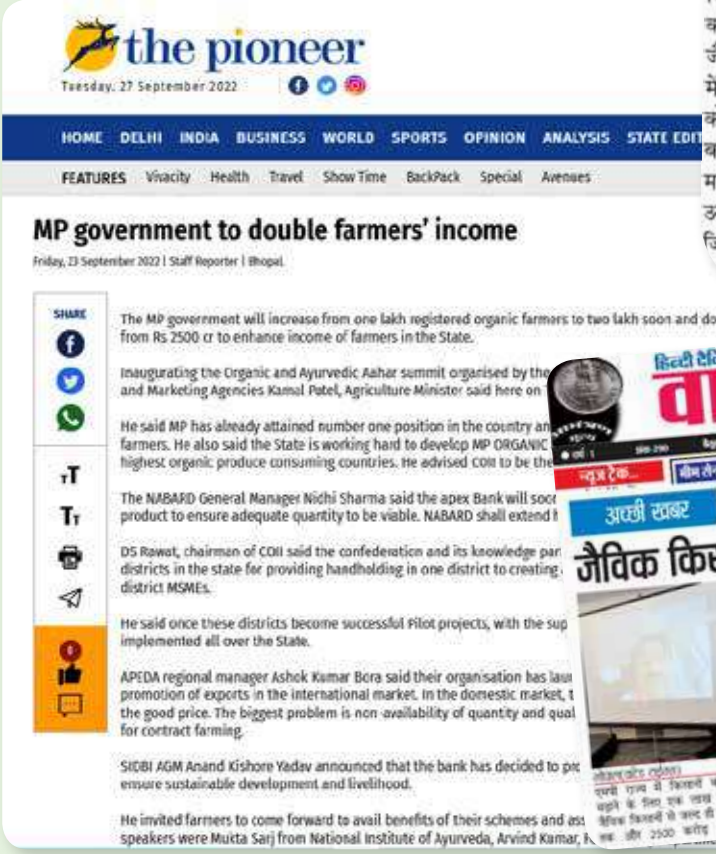 the pioneer
Tuesday, 27 September 2022
HOME DELHI INDIA BUSINESS WORLD SPORTS OPINION ANALYSIS STATE EDIT
FEATURES Vivacity Health Travel Show Time BackPack Special Avenues
MP government to double farmers' income
Friday, 23 September 2022 | Staff Reporter | Bhopal
SHARE
The MP government will increase from one lakh registered organic farmers to two lakh soon and do
from Rs 2500 cr to enhance income of farmers in the State.
Inaugurating the Organic and Ayurvedic Aahar summit organised by the
and Marketing Agencies Kamal Patel, Agriculture Minister said here on
He said MP has already attained number one position in the country an
farmers. He also said the State is working hard to develop MP ORGANIC
highest organic produce consuming countries. He advised COII to be the
The NABARD General Manager Nidhi Sharma said the apex Bank will soon
product to ensure adequate quantity to be viable. NABARD shall extend
DS Rawat, chairman of COII said the confederation and its knowledge par
districts in the state for providing handholding in one district to creating
district MSMEs.
He said once these districts become successful Pilot projects, with the sup
implemented all over the State.
APEDA regional manager Ashok Kumar Bora said their organisation has
promotion of exports in the international market. In the domestic market, t
the good price. The biggest problem is non-availability of quantity and qual
for contract farming.
SIDBI AGM Anand Kishore Yadav announced that the bank has decided to
ensure sustainable development and livelihood.
He invited farmers to come forward to avail benefits of their schemes and
speakers were Mukta Sarj from National Institute of Ayurveda, Arvind Kumar,
हिन्दी
वा
न्यूज ट्रैक...
अच्छी खबर
जैविक